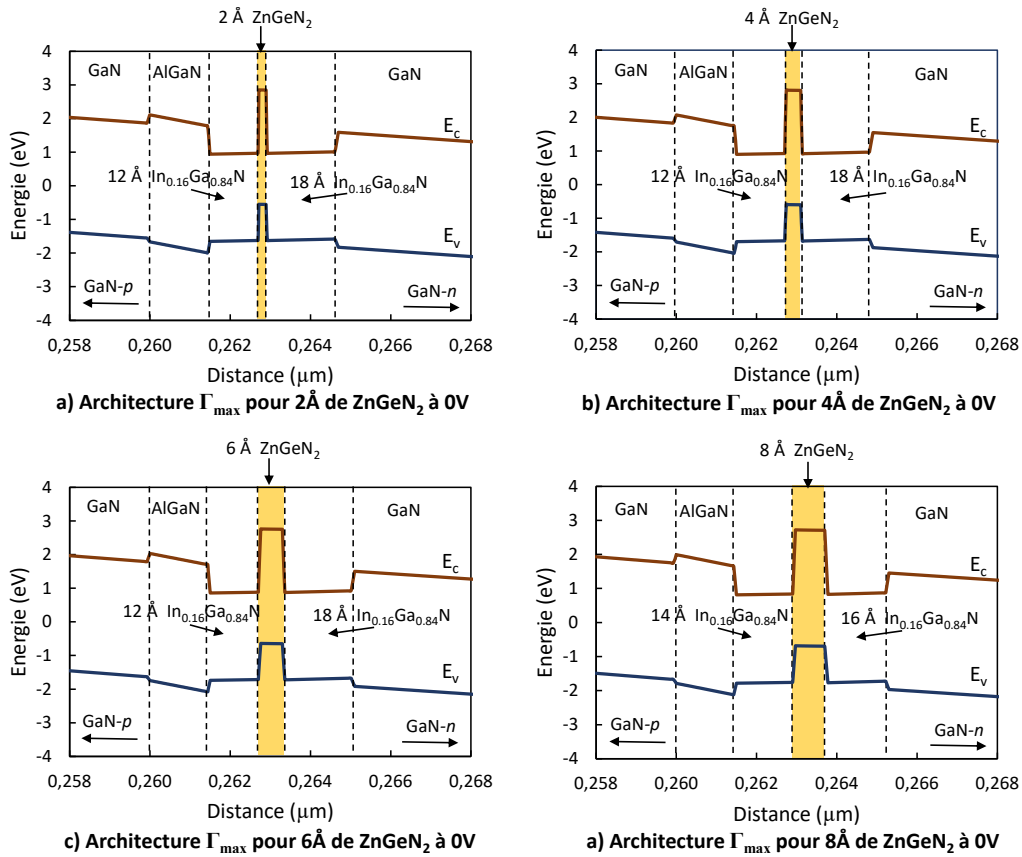 2 Å ZnGeN₂
GaN
AlGaN
GaN
E_c
12 Å In₀.₁₆Ga₀.₈₄N
18 Å In₀.₁₆Ga₀.₈₄N
E_v
GaN-p
GaN-n
Energie (eV)
4
3
2
1
0
-1
-2
-3
-4
0,258 0,260 0,262 0,264 0,266 0,268
Distance (μm)
a) Architecture Γmax pour 2Å de ZnGeN₂ à 0V
4 Å ZnGeN₂
GaN
AlGaN
GaN
E_c
12 Å In₀.₁₆Ga₀.₈₄N
18 Å In₀.₁₆Ga₀.₈₄N
E_v
GaN-p
GaN-n
Energie (eV)
4
3
2
1
0
-1
-2
-3
-4
0,258 0,260 0,262 0,264 0,266 0,268
Distance (μm)
b) Architecture Γmax pour 4Å de ZnGeN₂ à 0V
6 Å ZnGeN₂
GaN
AlGaN
GaN
E_c
12 Å In₀.₁₆Ga₀.₈₄N
18 Å In₀.₁₆Ga₀.₈₄N
E_v
GaN-p
GaN-n
Energie (eV)
4
3
2
1
0
-1
-2
-3
-4
0,258 0,260 0,262 0,264 0,266 0,268
Distance (μm)
c) Architecture Γmax pour 6Å de ZnGeN₂ à 0V
8 Å ZnGeN₂
GaN
AlGaN
GaN
E_c
14 Å In₀.₁₆Ga₀.₈₄N
16 Å In₀.₁₆Ga₀.₈₄N
E_v
GaN-p
GaN-n
Energie (eV)
4
3
2
1
0
-1
-2
-3
-4
0,258 0,260 0,262 0,264 0,266 0,268
Distance (μm)
a) Architecture Γmax pour 8Å de ZnGeN₂ à 0V